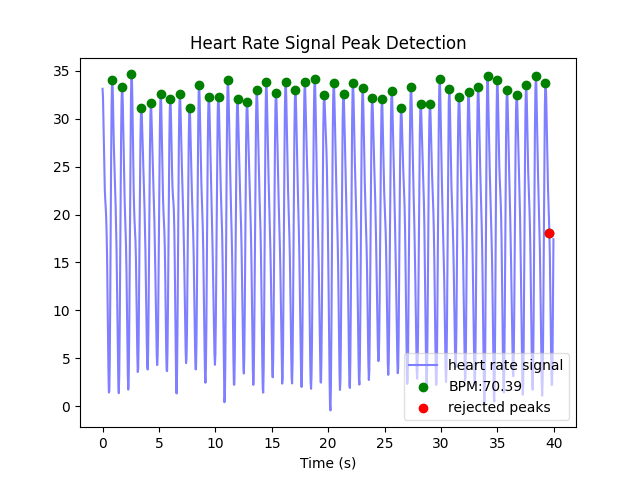 Heart Rate Signal Peak Detection
35
30
25
20
15
10
5
0
heart rate signal
BPM:70.39
rejected peaks
0 5 10 15 20 25 30 35 40
Time (s)